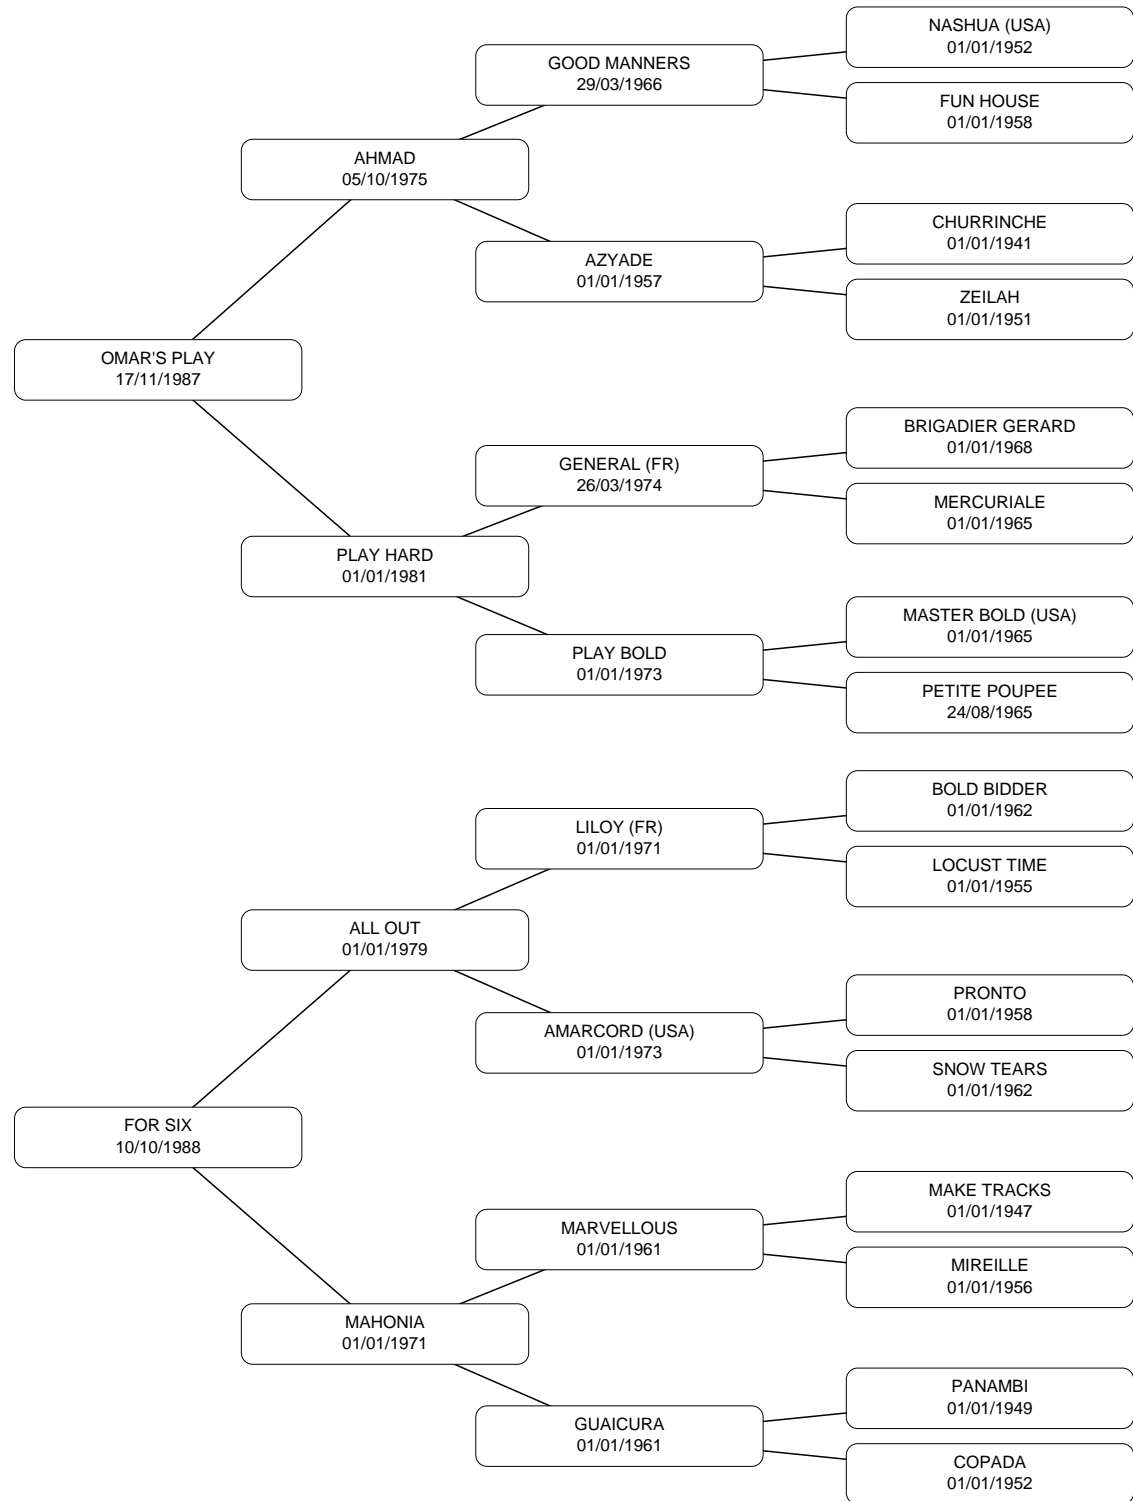 NASHUA (USA)
01/01/1952
GOOD MANNERS
29/03/1966
FUN HOUSE
01/01/1958
AHMAD
05/10/1975
CHURRINCHE
01/01/1941
AZYADE
01/01/1957
ZEILAH
01/01/1951
OMAR'S PLAY
17/11/1987
BRIGADIER GERARD
01/01/1968
GENERAL (FR)
26/03/1974
MERCURIALE
01/01/1965
PLAY HARD
01/01/1981
MASTER BOLD (USA)
01/01/1965
PLAY BOLD
01/01/1973
PETITE POUPEE
24/08/1965
BOLD BIDDER
01/01/1962
LILOY (FR)
01/01/1971
LOCUST TIME
01/01/1955
ALL OUT
01/01/1979
PRONTO
01/01/1958
AMARCORD (USA)
01/01/1973
SNOW TEARS
01/01/1962
FOR SIX
10/10/1988
MAKE TRACKS
01/01/1947
MARVELLOUS
01/01/1961
MIREILLE
01/01/1956
MAHONIA
01/01/1971
PANAMBI
01/01/1949
GUAICURA
01/01/1961
COPADA
01/01/1952